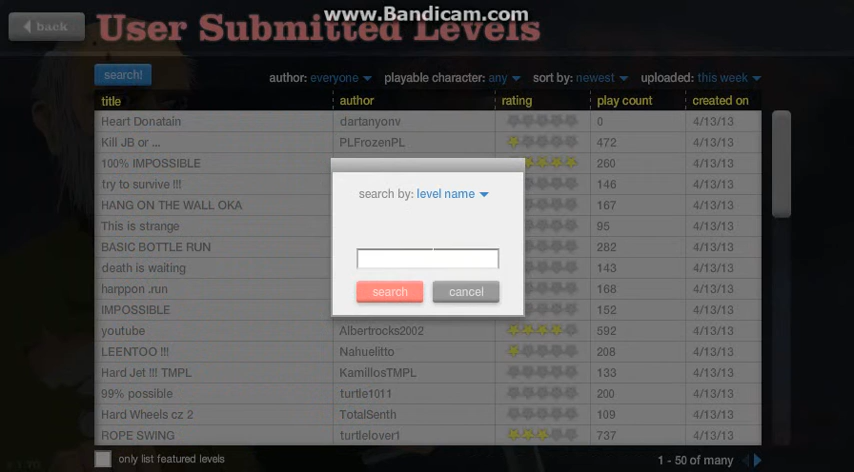 www.Bandicam.com
back
User Submitted Levels
search!
author: everyone playable character: any sort by: newest uploaded: this week
title author rating play count created on
Heart Donatain dartanyonv 0 4/13/13
Kill JB or ... PLFrozenPL 472 4/13/13
100% IMPOSSIBLE 260 4/13/13
try to survive !!! 146 4/13/13
HANG ON THE WALL OKA 167 4/13/13
This is strange 95 4/13/13
BASIC BOTTLE RUN 282 4/13/13
death is waiting 143 4/13/13
harppon .run 168 4/13/13
IMPOSSIBLE 152 4/13/13
youtube Albertrocks2002 592 4/13/13
LEENTOO !!! Nahuelitto 208 4/13/13
Hard Jet !!! TMPL KamillosTMPL 133 4/13/13
99% possible turtle1011 200 4/13/13
Hard Wheels cz 2 TotalSenth 109 4/13/13
ROPE SWING turtlelover1 737 4/13/13
search by: level name
search cancel
only list featured levels
1 - 50 of many